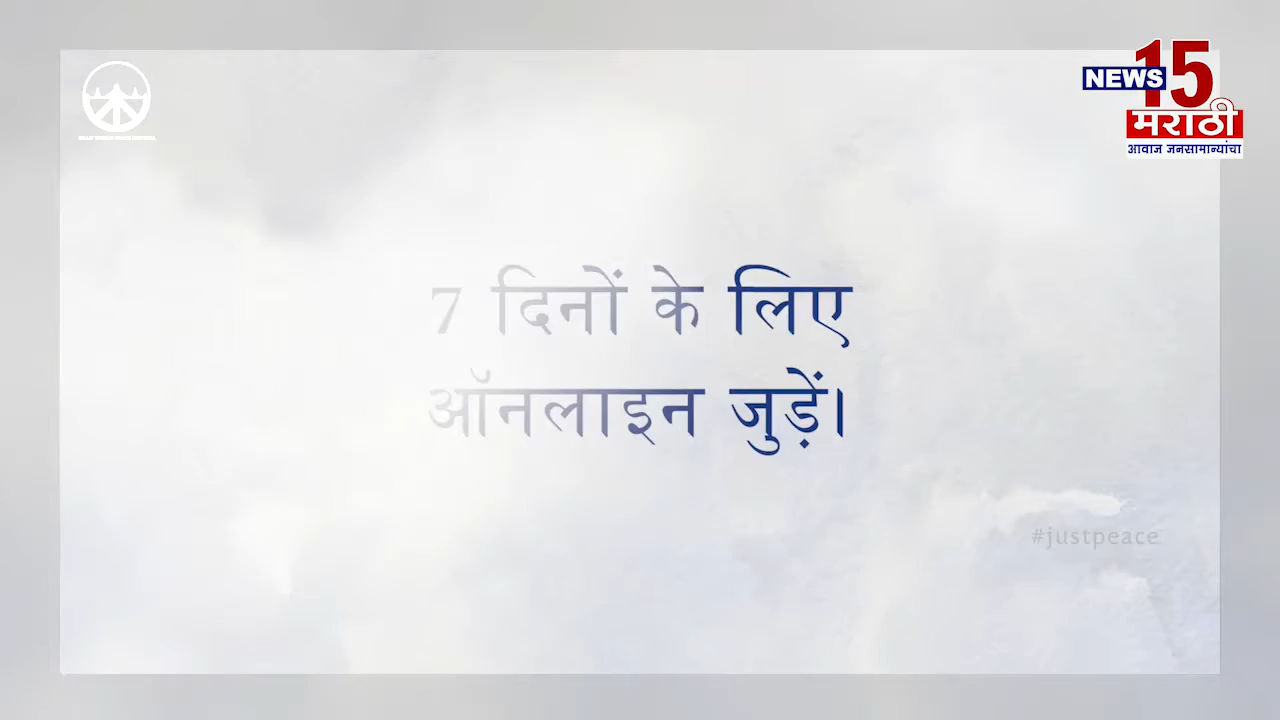 NEWS 15
मराठी
आवाज जनसामान्यांचा
7 दिनों के लिए
ऑनलाइन जुड़ें।
#justpeace